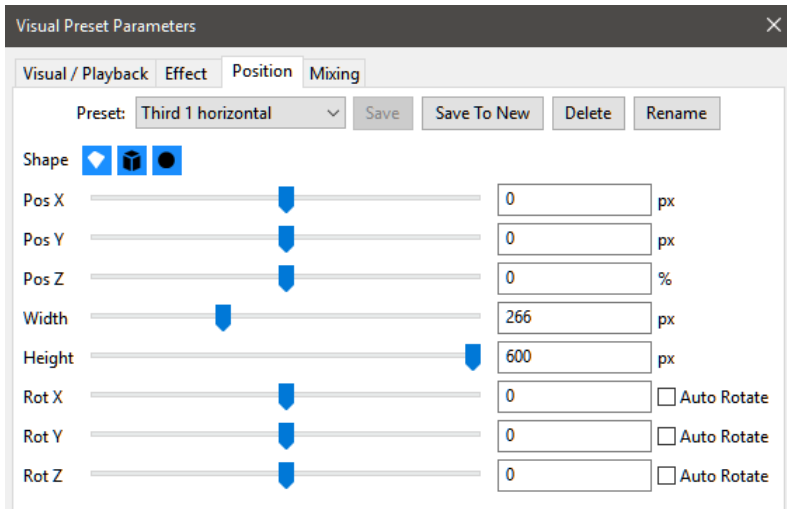 Visual Preset Parameters
Visual / Playback Effect Position Mixing
Preset: Third 1 horizontal Save Save To New Delete Rename
Shape
Pos X 0 px
Pos Y 0 px
Pos Z 0 %
Width 266 px
Height 600 px
Rot X 0 Auto Rotate
Rot Y 0 Auto Rotate
Rot Z 0 Auto Rotate